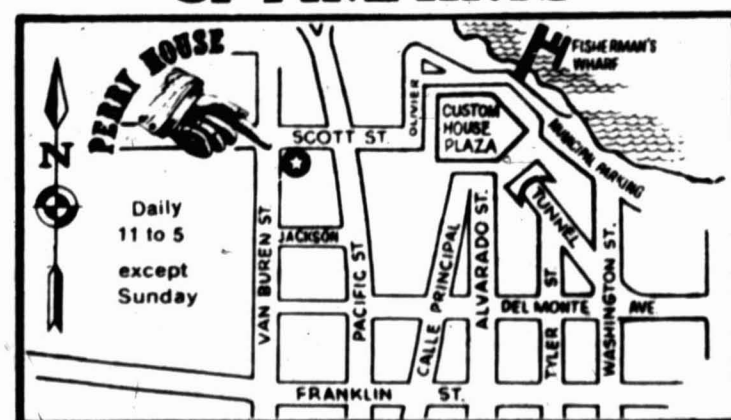 PERRY HOUSE
N
Daily
11 to 5
except
Sunday
SCOTT ST.
OLIVIER
CUSTOM
HOUSE
PLAZA
FISHERMAN'S
WHARF
MUNICIPAL PARKING
TUNNEL
JACKSON
VAN BUREN ST.
PACIFIC ST
CALLE PRINCIPAL
ALVARADO ST.
TYLER ST
WASHINGTON ST.
DEL MONTE AVE
FRANKLIN ST.